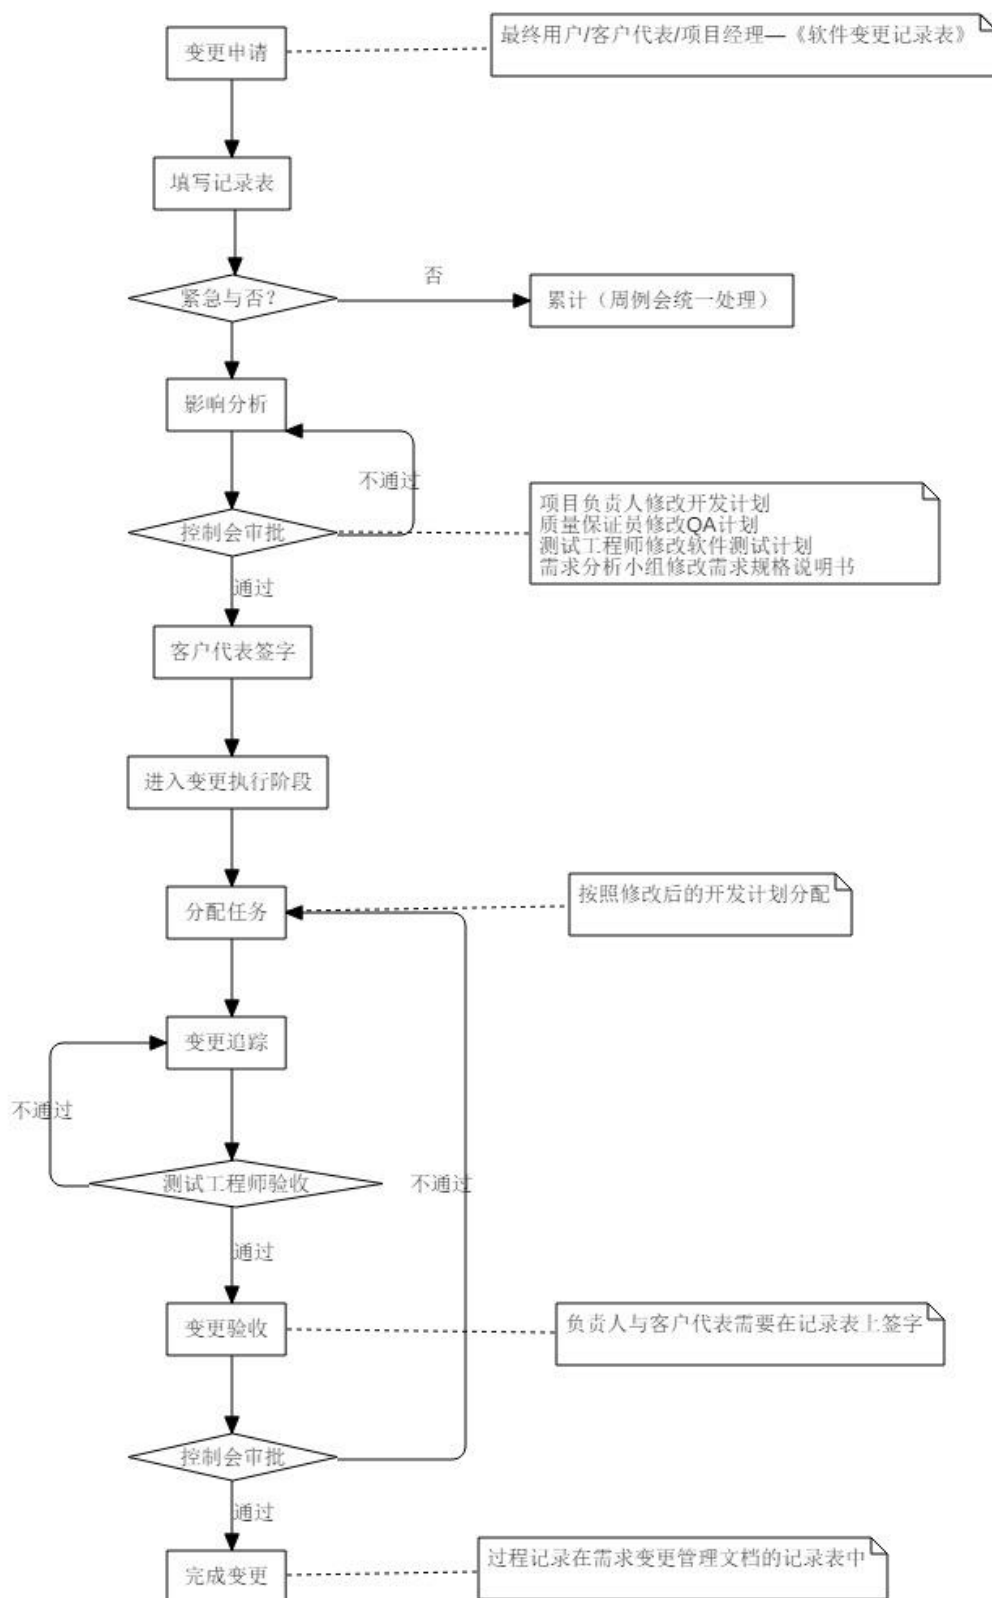 变更申请
最终用户/客户代表/项目经理—《软件变更记录表》
填写记录表
紧急与否?
否
累计（周例会统一处理）
影响分析
不通过
控制会审批
项目负责人修改开发计划
质量保证员修改QA计划
测试工程师修改软件测试计划
需求分析小组修改需求规格说明书
通过
客户代表签字
进入变更执行阶段
分配任务
按照修改后的开发计划分配
变更追踪
不通过
测试工程师验收
不通过
通过
变更验收
负责人与客户代表需要在记录表上签字
控制会审批
通过
完成变更
过程记录在需求变更管理文档的记录表中